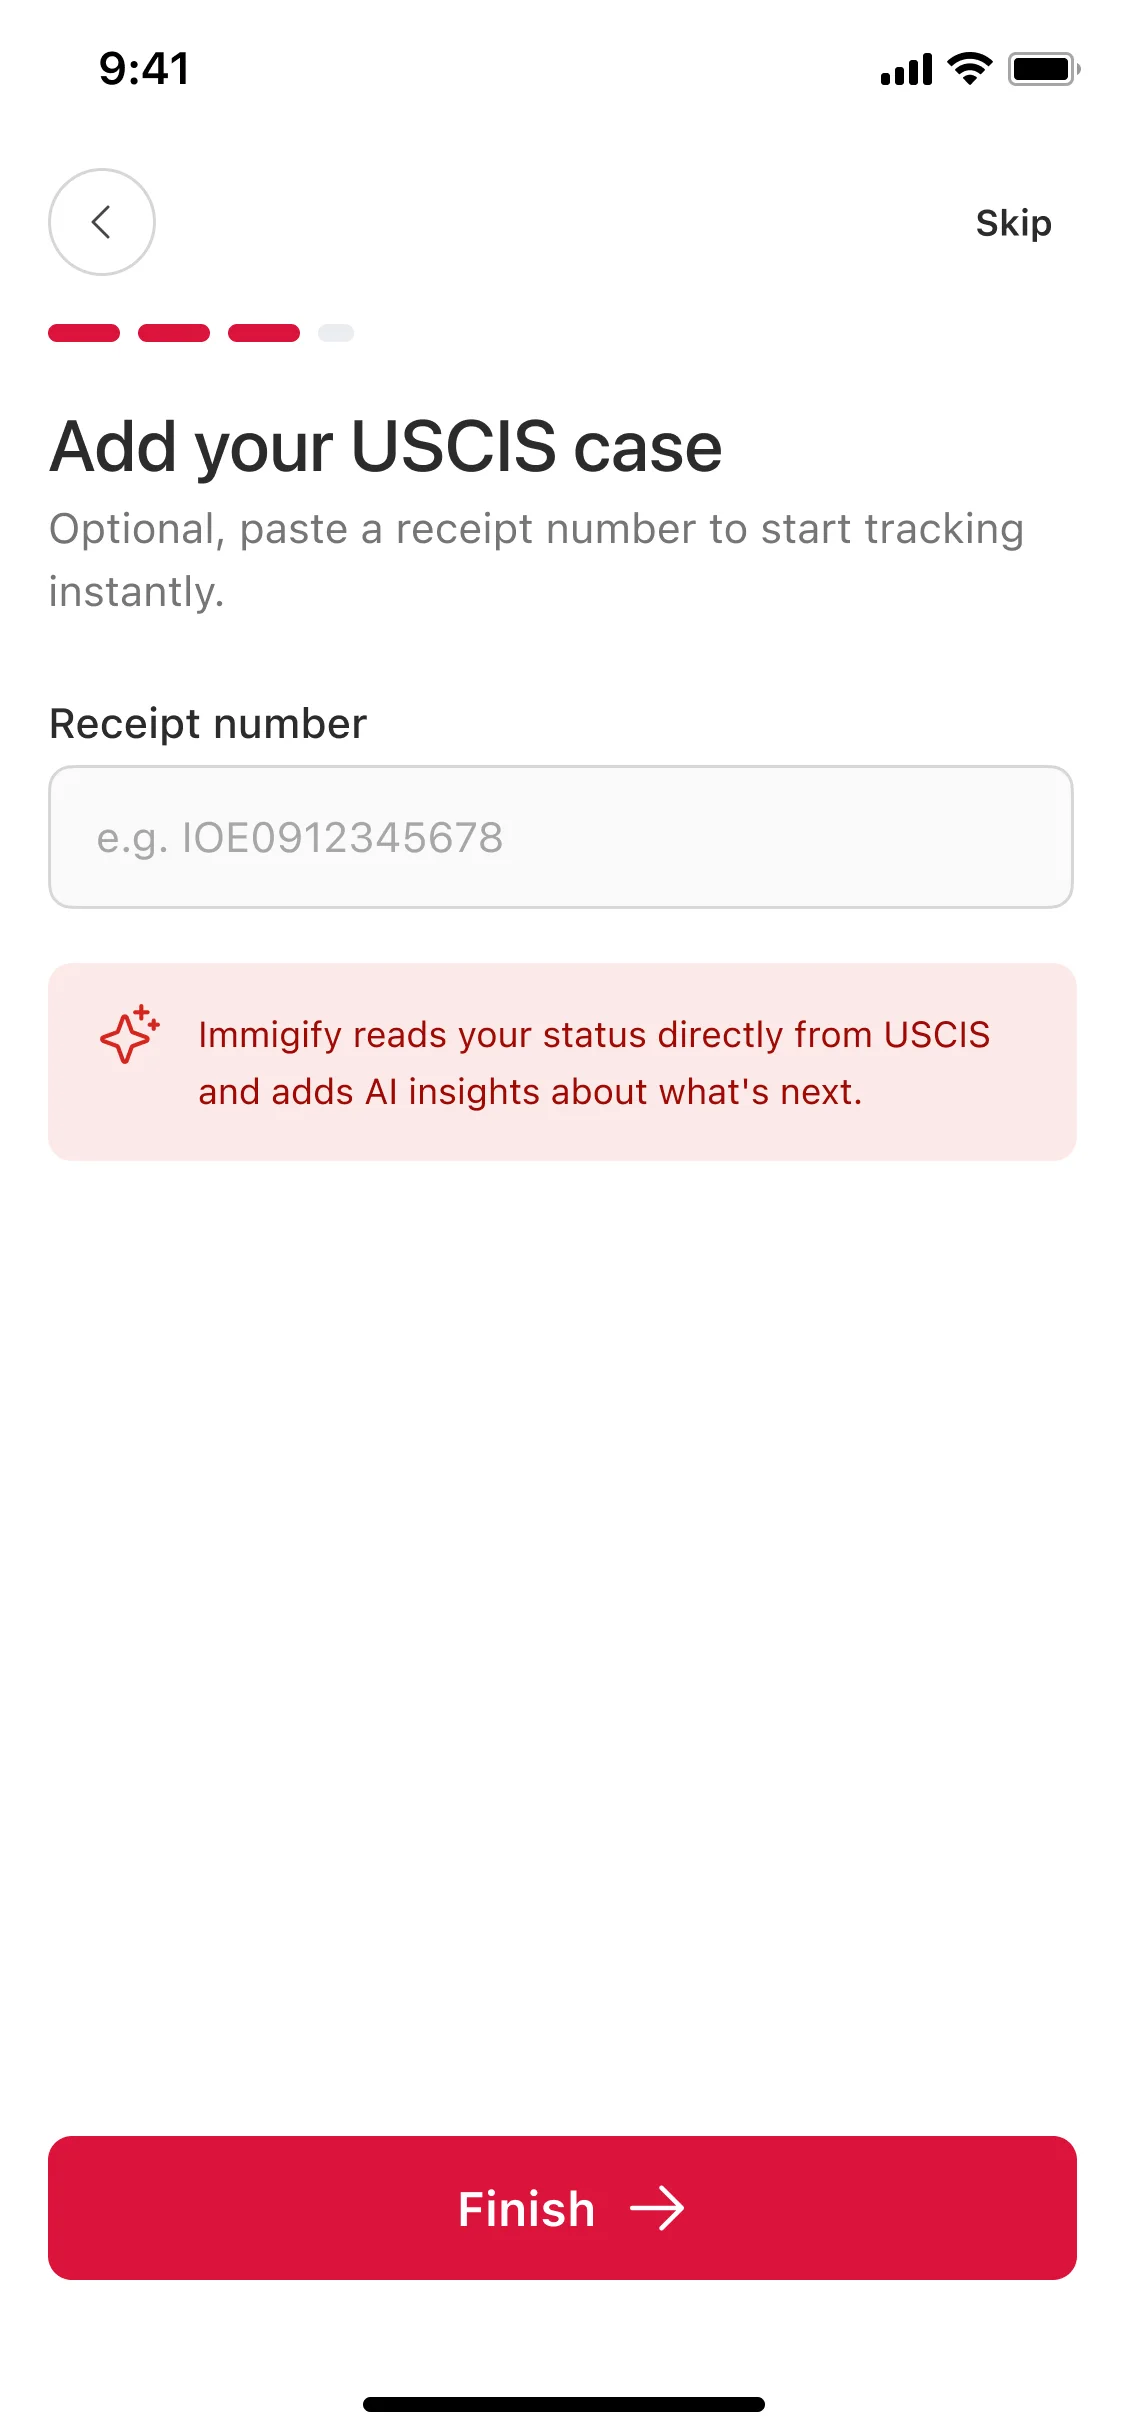 9:41
Skip
Add your USCIS case
Optional, paste a receipt number to start tracking
instantly.
Receipt number
e.g. IOE0912345678
Immigify reads your status directly from USCIS
and adds AI insights about what's next.
Finish